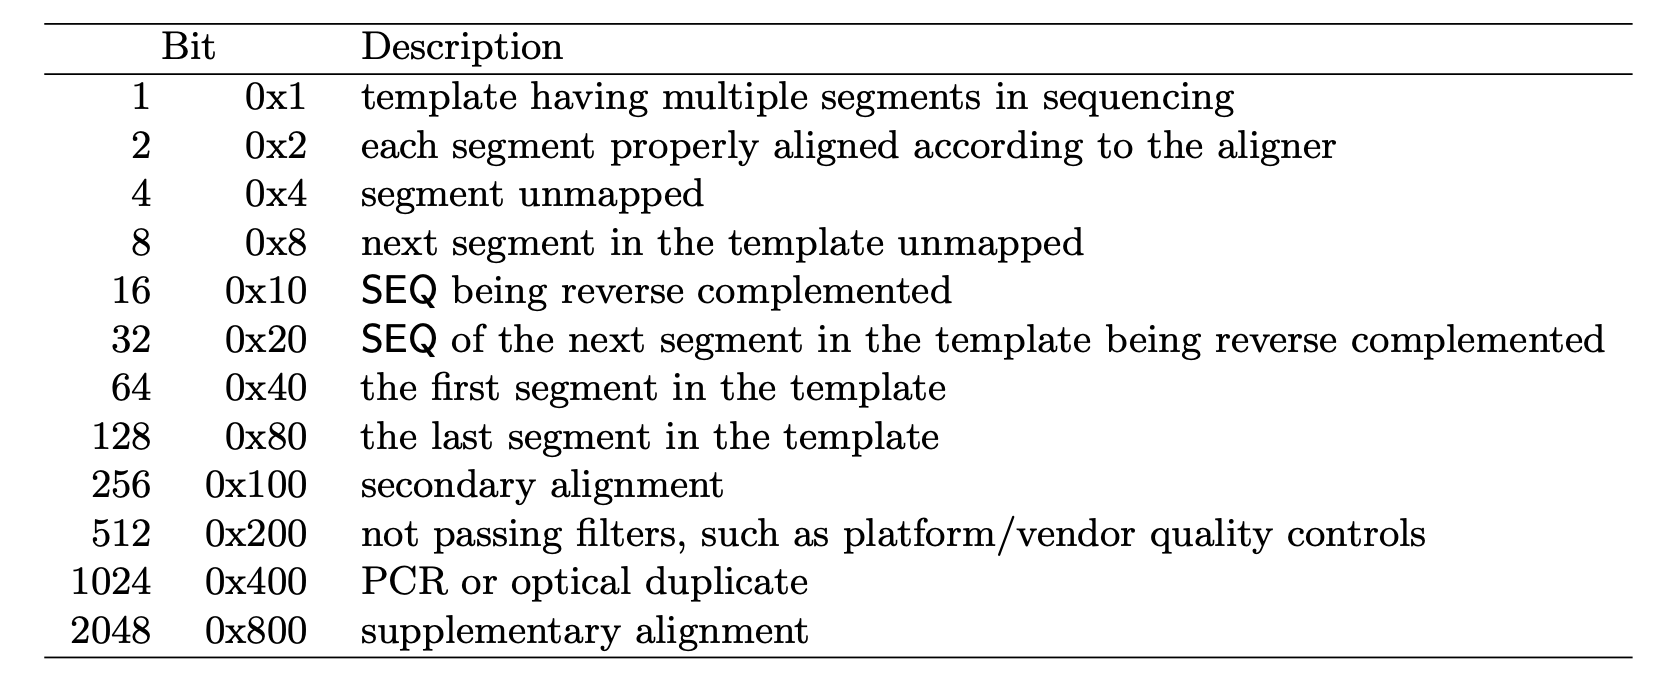 Bit Description
1 0x1 template having multiple segments in sequencing
2 0x2 each segment properly aligned according to the aligner
4 0x4 segment unmapped
8 0x8 next segment in the template unmapped
16 0x10 SEQ being reverse complemented
32 0x20 SEQ of the next segment in the template being reverse complemented
64 0x40 the first segment in the template
128 0x80 the last segment in the template
256 0x100 secondary alignment
512 0x200 not passing filters, such as platform/vendor quality controls
1024 0x400 PCR or optical duplicate
2048 0x800 supplementary alignment